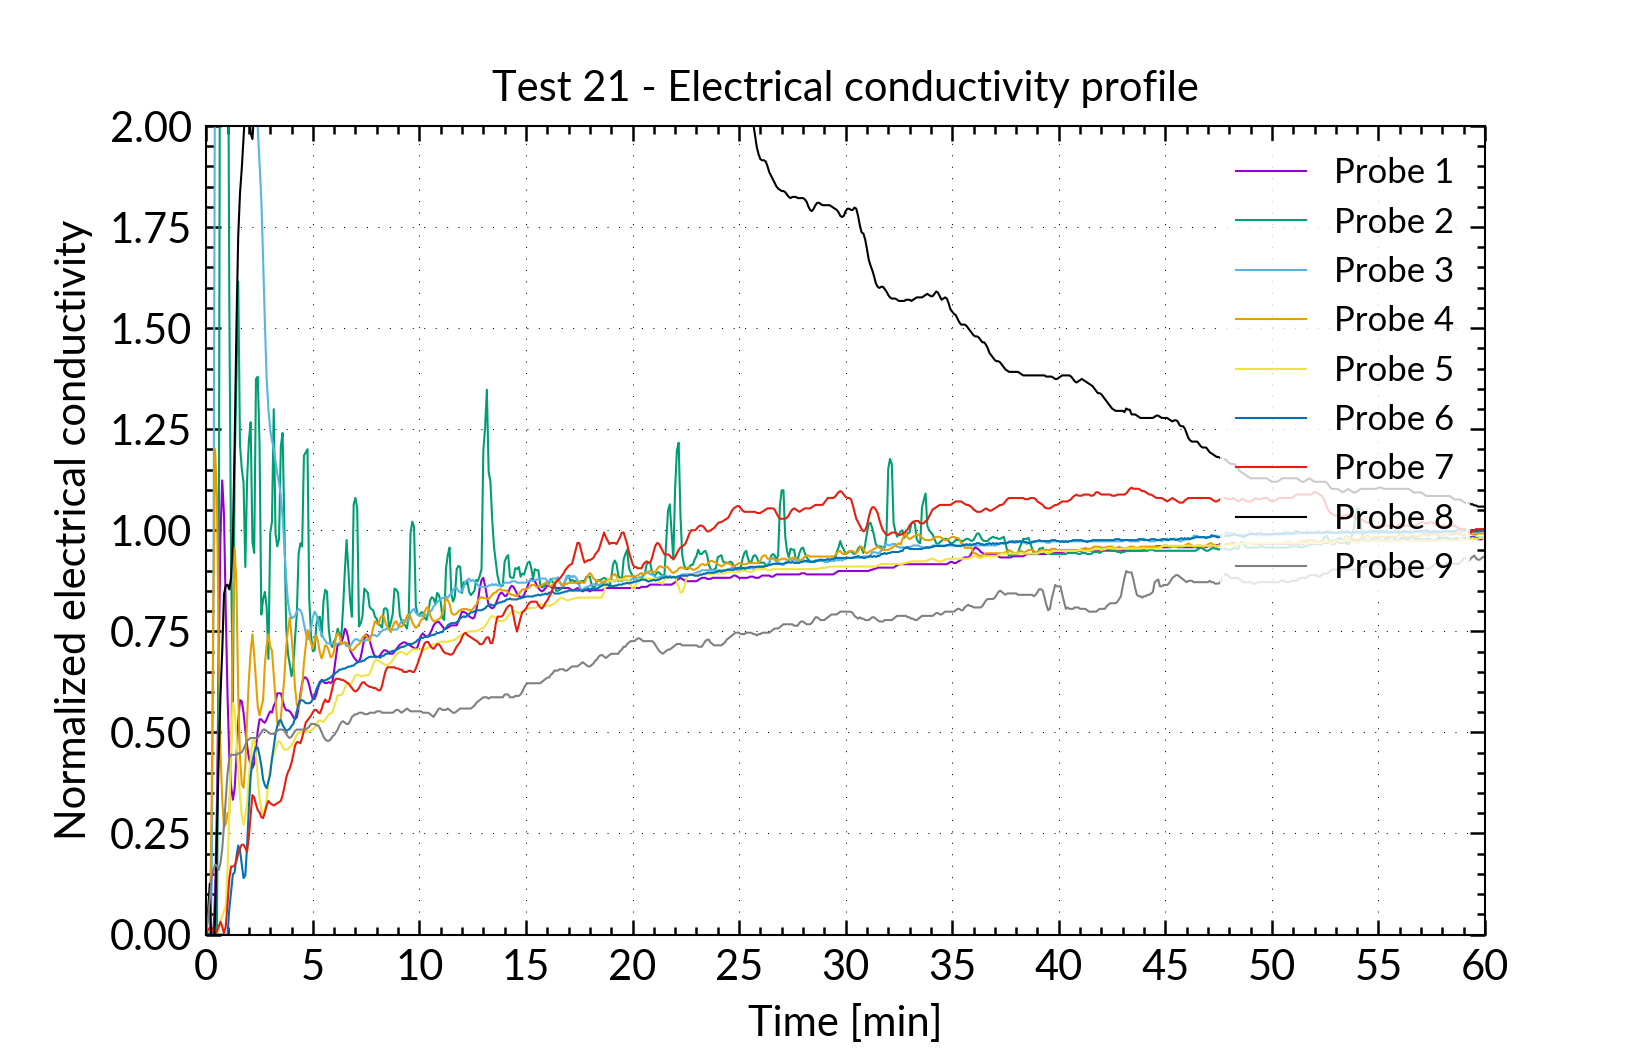 Test 21 - Electrical conductivity profile
Normalized electrical conductivity
2.00
1.75
1.50
1.25
1.00
0.75
0.50
0.25
0.00
Probe 1
Probe 2
Probe 3
Probe 4
Probe 5
Probe 6
Probe 7
Probe 8
Probe 9
0 5 10 15 20 25 30 35 40 45 50 55 60
Time [min]